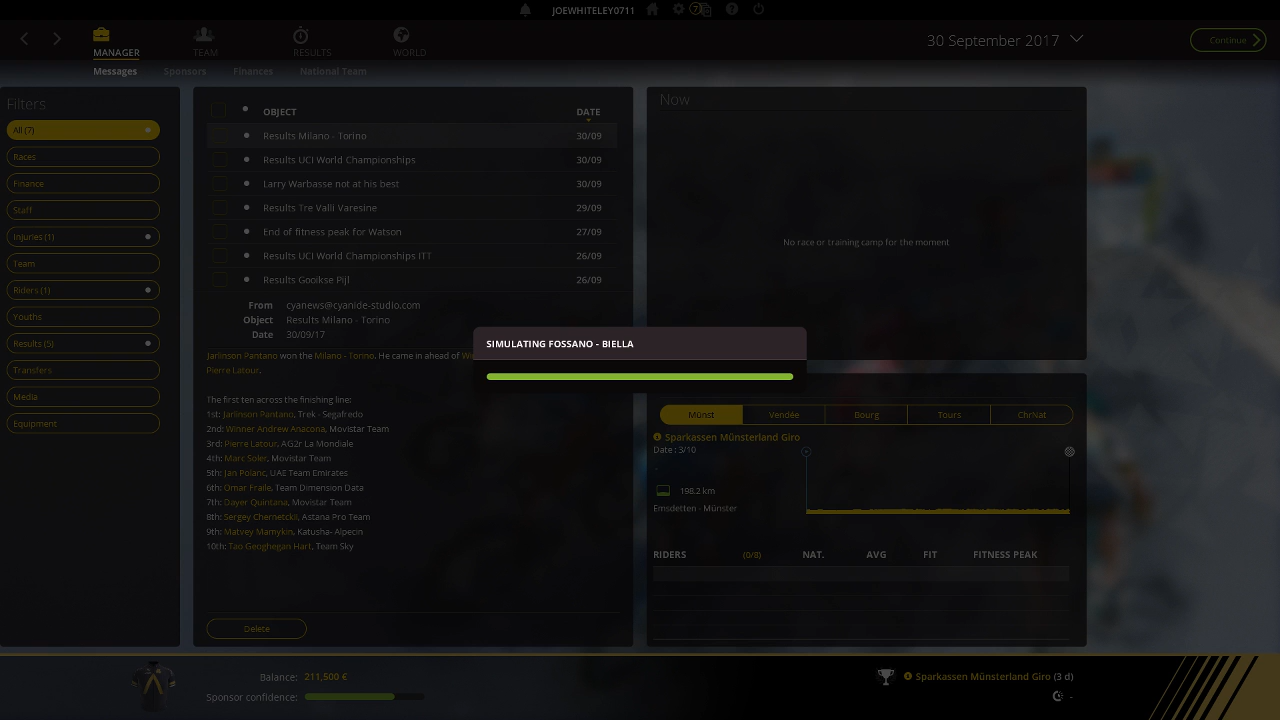 JOEWHITELEY0711
7
MANAGER
TEAM
RESULTS
WORLD
30 September 2017
Continue
Messages
Sponsors
Finances
National Team
Filters
All (7)
Races
Finance
Staff
Injuries (1)
Team
Riders (1)
Youths
Results (5)
Transfers
Media
Equipment
OBJECT DATE
Results Milano - Torino 30/09
Results UCI World Championships 30/09
Larry Warbasse not at his best 30/09
Results Tre Valli Varesine 29/09
End of fitness peak for Watson 27/09
Results UCI World Championships ITT 26/09
Results Gooikse Pijl 26/09
From cyanews@cyanide-studio.com
Object Results Milano - Torino
Date 30/09/17
Jarlinson Pantano won the Milano - Torino. He came in ahead of
Pierre Latour.
The first ten across the finishing line:
1st: Jarlinson Pantano, Trek - Segafredo
2nd: Winner Andrew Anacona, Movistar Team
3rd: Pierre Latour, AG2r La Mondiale
4th: Marc Soler, Movistar Team
5th: Jan Polanc, UAE Team Emirates
6th: Omar Fraile, Team Dimension Data
7th: Dayer Quintana, Movistar Team
8th: Sergey Chernetckii, Astana Pro Team
9th: Matvey Mamykin, Katusha- Alpecin
10th: Tao Geoghegan Hart, Team Sky
Delete
SIMULATING FOSSANO - BIELLA
Now
No race or training camp for the moment
Münst
Vendée
Bourg
Tours
ChrNat
Sparkassen Münsterland Giro
Date : 3/10
198.2 km
Emsdetten - Münster
RIDERS (0/8) NAT. AVG FIT FITNESS PEAK
Balance: 211,500 €
Sponsor confidence:
Sparkassen Münsterland Giro (3 d)
-